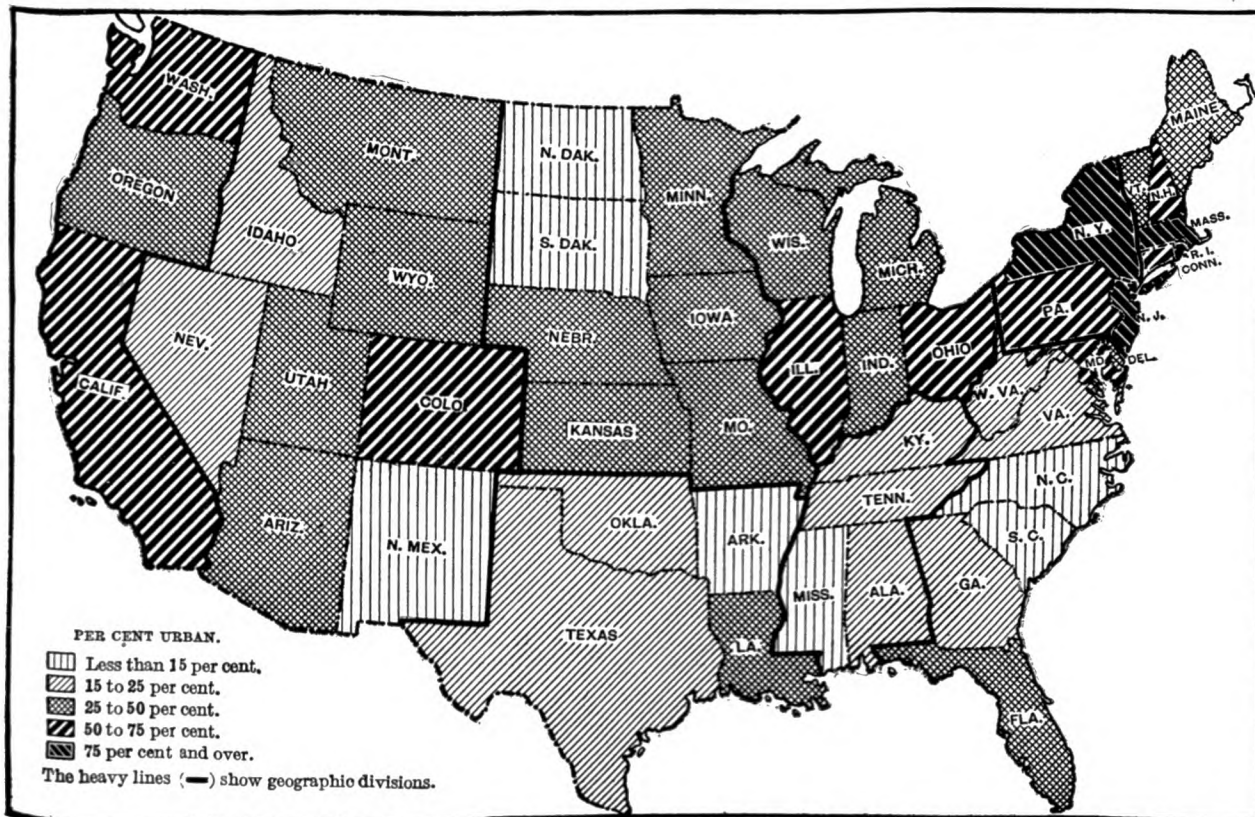 WASH.
MONT.
N. DAK.
MINN.
MAINE
OREGON
IDAHO
S. DAK.
WIS.
MICH.
VT.
N.H.
N. Y.
MASS.
R. I.
CONN.
WYO.
NEBR.
IOWA
PA.
N. J.
NEV.
UTAH
COLO.
KANSAS
MO.
ILL.
IND.
OHIO
W. VA.
MD.
DEL.
VA.
CALIF.
KY.
TENN.
N. C.
S. C.
ARIZ.
N. MEX.
OKLA.
ARK.
MISS.
ALA.
GA.
TEXAS
LA.
FLA.
PER CENT URBAN.
Less than 15 per cent.
15 to 25 per cent.
25 to 50 per cent.
50 to 75 per cent.
75 per cent and over.
The heavy lines (▬) show geographic divisions.